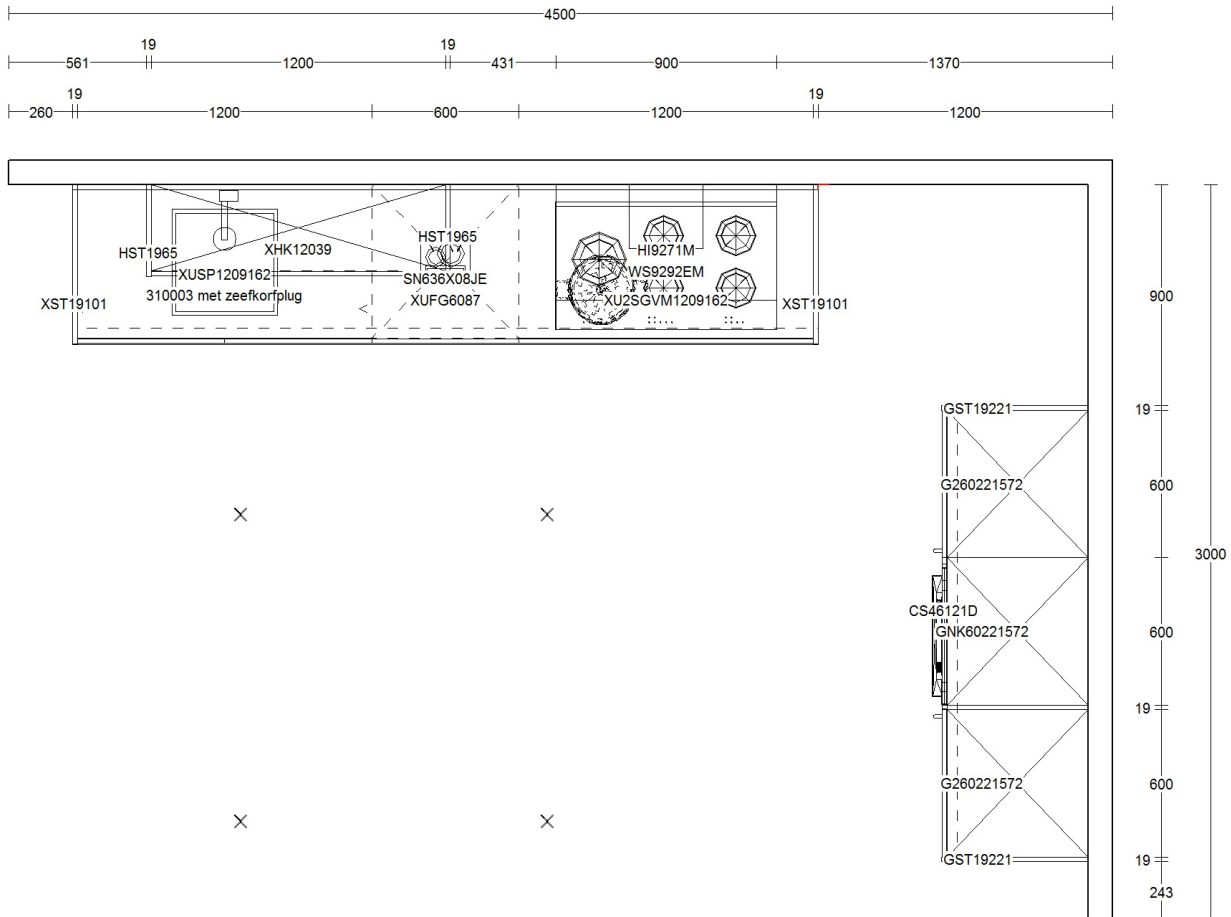 4500
19 19
561 1200 431 900 1370
19 19
260 1200 600 1200 1200
HST1965 XHK12039 HST1965 HI9271M
XUSP1209162 SN636X08JE WS9292EM
310003 met zeefkorfplug XUFG6087 XU2SGVM1209162
XST19101 XST19101
900
GST19221 19
G260221572 600
3000
CS46121D
GNK60221572 600
19
G260221572 600
GST19221 19
243